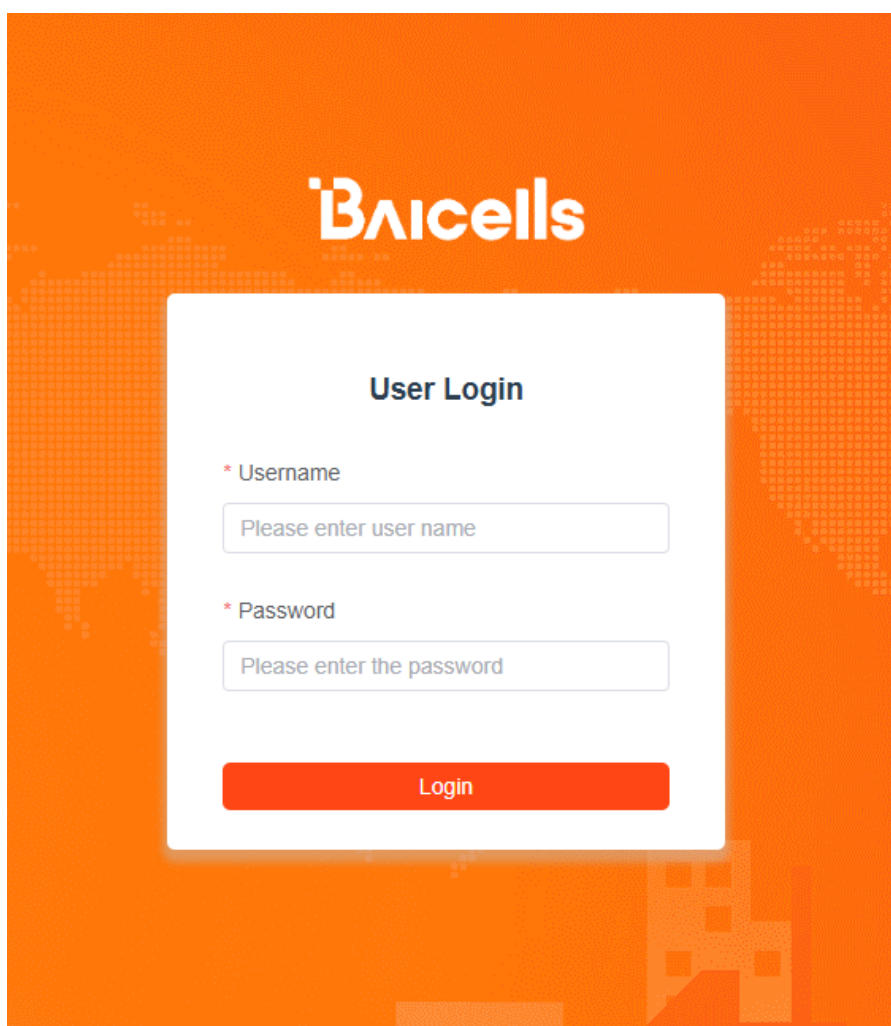 Baicells
User Login
* Username
Please enter user name
* Password
Please enter the password
Login